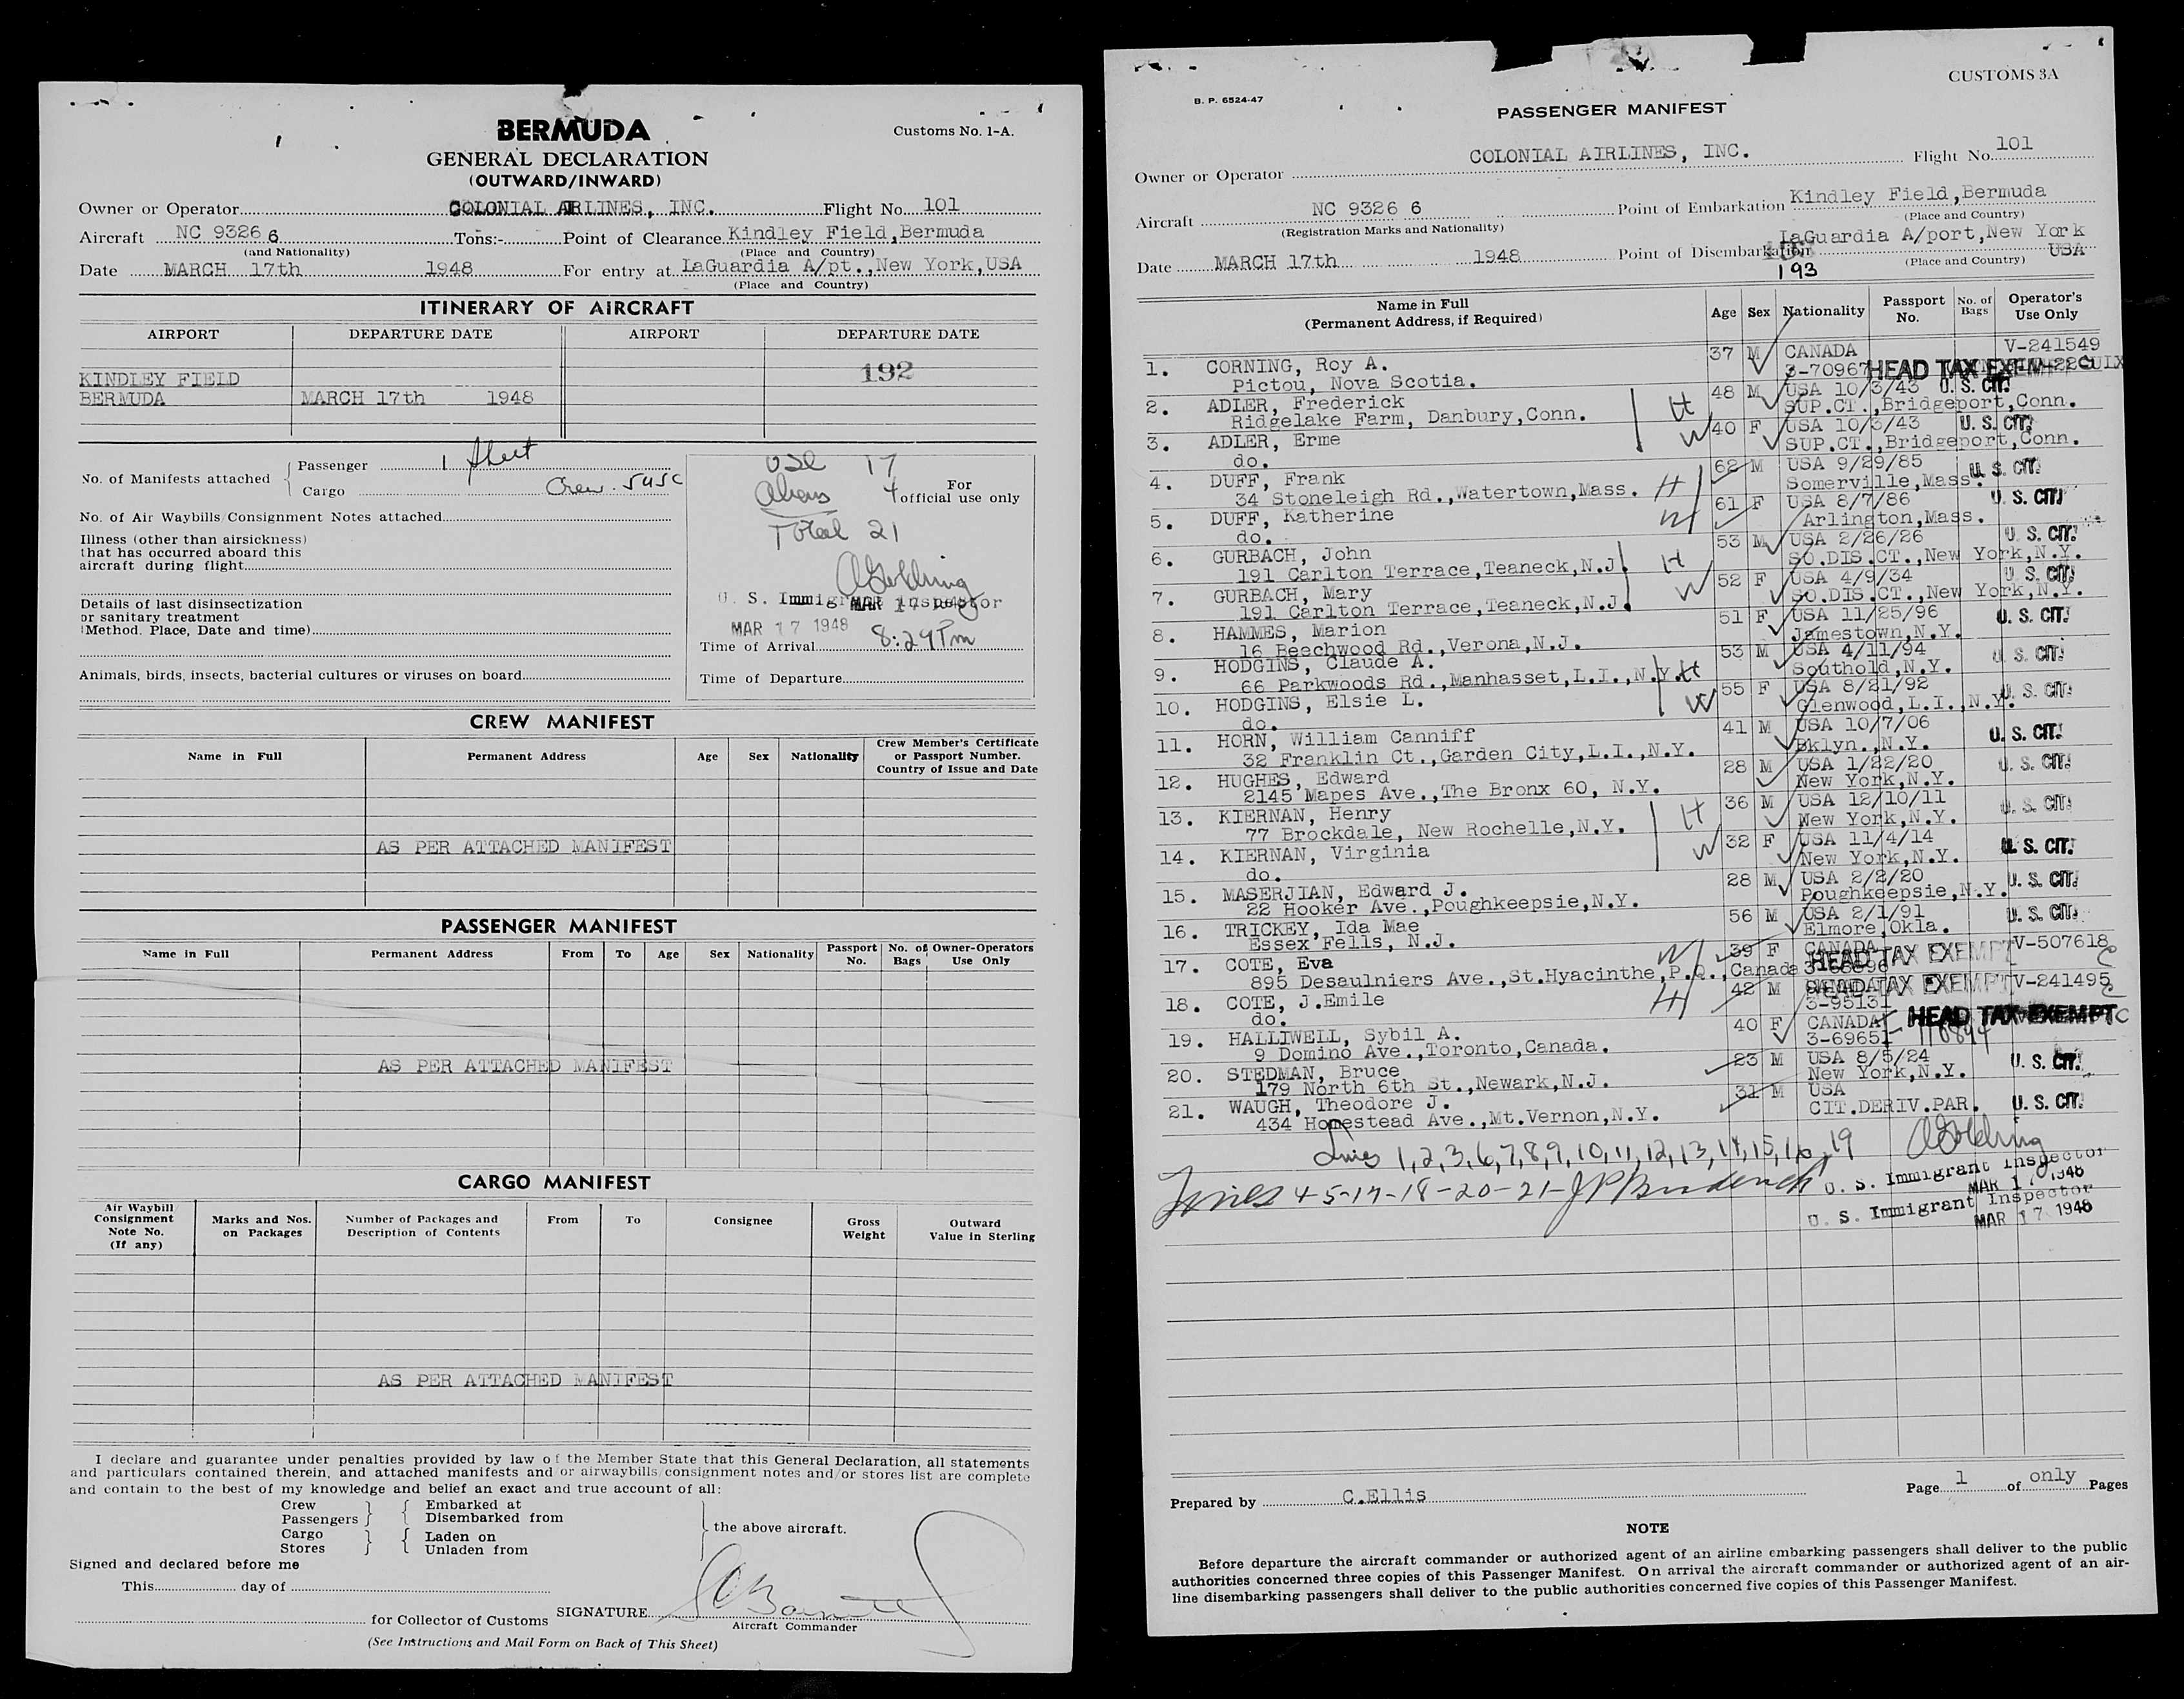 BERMUDA
Customs No. 1-A.
GENERAL DECLARATION
(OUTWARD/INWARD)
Owner or Operator COLONIAL AIRLINES, INC. Flight No. 101
Aircraft NC 93266 Tons:- Point of Clearance Kindley Field,Bermuda
(and Nationality) (Place and Country)
Date MARCH 17th 1948 For entry at LaGuardia A/pt.,New York,USA
(Place and Country)
ITINERARY OF AIRCRAFT
AIRPORT DEPARTURE DATE AIRPORT DEPARTURE DATE
192
KINDLEY FIELD
BERMUDA MARCH 17th 1948
No. of Manifests attached
Passenger 1 sheet
Cargo Crew. 5USC
USC 17
Aliens 4
Total 21
For official use only
No. of Air Waybills/Consignment Notes attached
Illness (other than airsickness)
that has occurred aboard this
aircraft during flight
Details of last disinsectization
or sanitary treatment
(Method, Place, Date and time)
U. S. Immigrant Inspector
MAR 17 1948
MAR 17 1948
Time of Arrival 8:29 Pm
Animals, birds, insects, bacterial cultures or viruses on board
Time of Departure
CREW MANIFEST
Name in Full Permanent Address Age Sex Nationality Crew Member's Certificate or Passport Number. Country of Issue and Date
AS PER ATTACHED MANIFEST
PASSENGER MANIFEST
Name in Full Permanent Address From To Age Sex Nationality Passport No. No. of Bags Owner-Operators Use Only
AS PER ATTACHED MANIFEST
CARGO MANIFEST
Air Waybill Consignment Note No. (If any) Marks and Nos. on Packages Number of Packages and Description of Contents From To Consignee Gross Weight Outward Value in Sterling
AS PER ATTACHED MANIFEST
I declare and guarantee under penalties provided by law of the Member State that this General Declaration, all statements
and particulars contained therein, and attached manifests and/or airwaybills/consignment notes and/or stores list are complete
and contain to the best of my knowledge and belief an exact and true account of all:
Crew Embarked at
Passengers Disembarked from
the above aircraft.
Cargo Laden on
Stores Unladen from
Signed and declared before me
This day of
for Collector of Customs SIGNATURE
Aircraft Commander
(See Instructions and Mail Form on Back of This Sheet)
CUSTOMS 3A
B. P. 6524-47
PASSENGER MANIFEST
Owner or Operator COLONIAL AIRLINES, INC. Flight No. 101
Aircraft NC 93266 Point of Embarkation Kindley Field,Bermuda
(Registration Marks and Nationality) (Place and Country)
Date MARCH 17th 1948 Point of Disembarkation LaGuardia A/port,New York
USA
(Place and Country)
193
Name in Full
(Permanent Address, if Required)
Age Sex Nationality Passport No. No. of Bags Operator's Use Only
1. CORNING, Roy A. 37 M CANADA V-241549
Pictou, Nova Scotia. 3-70967 HEAD TAX EXEMPT
2. ADLER, Frederick H 48 M USA 10/3/43 U. S. CIT.
Ridgelake Farm, Danbury,Conn. SUP.CT.,Bridgeport,Conn.
3. ADLER, Erme W 40 F USA 10/3/43 U. S. CIT.
do. SUP.CT.,Bridgeport,Conn.
4. DUFF, Frank H 62 M USA 9/29/85 U. S. CIT.
34 Stoneleigh Rd.,Watertown,Mass. Somerville,Mass.
5. DUFF, Katherine W 61 F USA 8/7/86 U. S. CIT.
do. Arlington,Mass.
6. GURBACH, John H 53 M USA 2/26/26 U. S. CIT.
191 Carlton Terrace,Teaneck,N.J. SO.DIS.CT.,New York,N.Y.
7. GURBACH, Mary W 52 F USA 4/9/34 U. S. CIT.
191 Carlton Terrace,Teaneck,N.J. SO.DIS.CT.,New York,N.Y.
8. HAMMES, Marion 51 F USA 11/25/96 U. S. CIT.
16 Beechwood Rd.,Verona,N.J. Jamestown,N.Y.
9. HODGINS, Claude A. H 53 M USA 4/11/94 U. S. CIT.
66 Parkwoods Rd.,Manhasset,L.I.,N.Y. Southold,N.Y.
10. HODGINS, Elsie L. W 55 F USA 8/21/92 U. S. CIT.
do. Glenwood,L.I.,N.Y.
11. HORN, William Canniff 41 M USA 10/7/06 U. S. CIT.
32 Franklin Ct.,Garden City,L.I.,N.Y. Bklyn.,N.Y.
12. HUGHES, Edward 28 M USA 1/22/20 U. S. CIT.
2145 Mapes Ave.,The Bronx 60, N.Y. New York,N.Y.
13. KIERNAN, Henry H 36 M USA 12/10/11 U. S. CIT.
77 Brockdale, New Rochelle,N.Y. New York,N.Y.
14. KIERNAN, Virginia W 32 F USA 11/4/14 U. S. CIT.
do. New York,N.Y.
15. MASERJIAN, Edward J. 28 M USA 2/2/20 U. S. CIT.
22 Hooker Ave.,Poughkeepsie,N.Y. Poughkeepsie,N.Y.
16. TRICKEY, Ida Mae 56 M USA 2/1/91 U. S. CIT.
Essex Fells, N.J. Elmore,Okla.
17. COTE, Eva W 39 F CANADA HEAD TAX EXEMPT V-507618
895 Desaulniers Ave.,St.Hyacinthe,P.Q.,Canada
18. COTE, J.Emile H 42 M CANADA HEAD TAX EXEMPT V-241495
do. 3-95131
19. HALLIWELL, Sybil A. 40 F CANADA HEAD TAX EXEMPT
9 Domino Ave.,Toronto,Canada. 3-69651
20. STEDMAN, Bruce 23 M USA 8/5/24 U. S. CIT.
179 North 6th St.,Newark,N.J. New York,N.Y.
21. WAUGH, Theodore J. 31 M USA
434 Homestead Ave.,Mt.Vernon,N.Y. CIT.DERIV.PAR. U. S. CIT.
Lines 1,2,3,6,7,8,9,10,11,12,13,14,15,16,19
U. S. Immigrant Inspector
MAR 17 1948
Lines 4-5-17-18-20-21-
U. S. Immigrant Inspector
MAR 17 1948
Prepared by C.Ellis Page 1 of only Pages
NOTE
Before departure the aircraft commander or authorized agent of an airline embarking passengers shall deliver to the public
authorities concerned three copies of this Passenger Manifest. On arrival the aircraft commander or authorized agent of an air-
line disembarking passengers shall deliver to the public authorities concerned five copies of this Passenger Manifest.